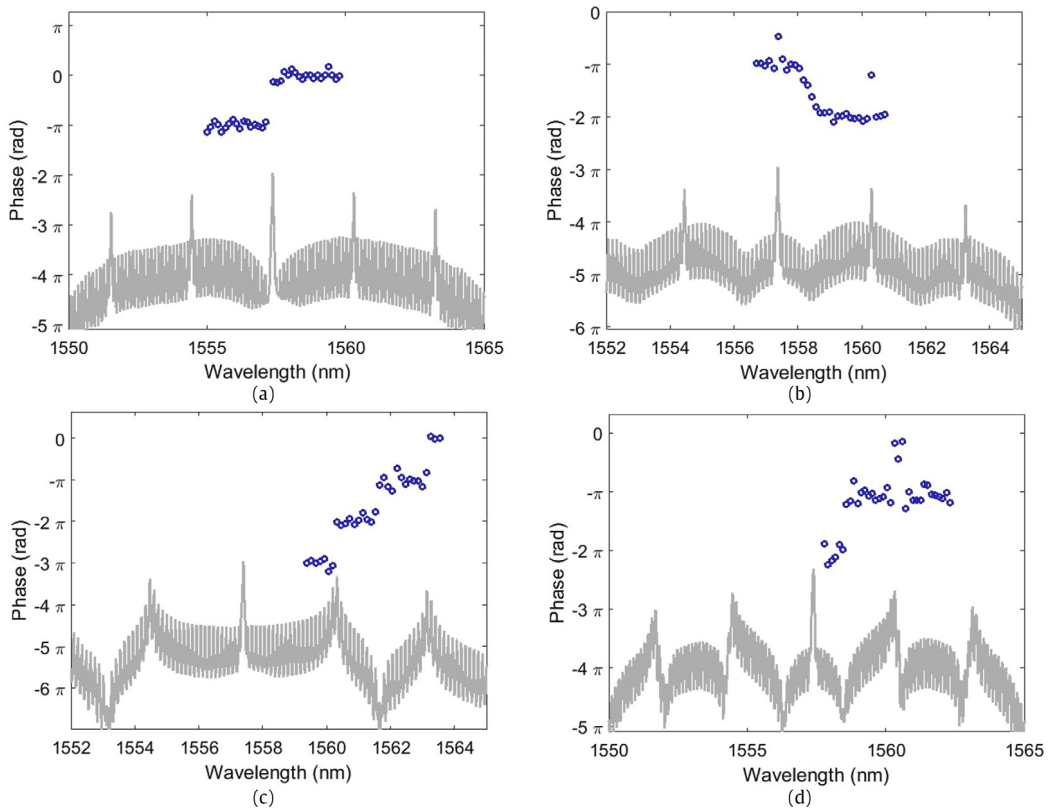 π
0
-π
-2 π
-3 π
-4 π
-5 π
Phase (rad)
1550 1555 1560 1565
Wavelength (nm)
(a)
0
-π
-2 π
-3 π
-4 π
-5 π
-6 π
Phase (rad)
1552 1554 1556 1558 1560 1562 1564
Wavelength (nm)
(b)
0
-π
-2 π
-3 π
-4 π
-5 π
-6 π
Phase (rad)
1552 1554 1556 1558 1560 1562 1564
Wavelength (nm)
(c)
0
-π
-2 π
-3 π
-4 π
-5 π
Phase (rad)
1550 1555 1560 1565
Wavelength (nm)
(d)